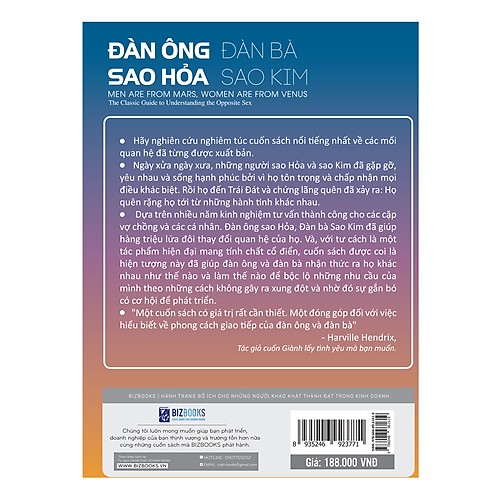 ĐÀN ÔNG ĐÀN BÀ
SAO HỎA SAO KIM
MEN ARE FROM MARS, WOMEN ARE FROM VENUS
The Classic Guide to Understanding the Opposite Sex
• Hãy nghiên cứu nghiêm túc cuốn sách nổi tiếng nhất về các mối
quan hệ đã từng được xuất bản.
• Ngày xửa ngày xưa, những người sao Hỏa và sao Kim đã gặp gỡ,
yêu nhau và sống hạnh phúc bởi vì họ tôn trọng và chấp nhận mọi
điều khác biệt. Rồi họ đến Trái Đất và chứng lãng quên đã xảy ra: Họ
quên rằng họ tới từ những hành tinh khác nhau.
• Dựa trên nhiều năm kinh nghiệm tư vấn thành công cho các cặp
vợ chồng và các cá nhân. Đàn ông sao Hỏa, Đàn bà Sao Kim đã giúp
hàng triệu lứa đôi thay đổi quan hệ của họ. Và, với tư cách là một
tác phẩm hiện đại mang tính chất cổ điển, cuốn sách được coi là
hiện tượng này đã giúp đàn ông và đàn bà nhận thức ra họ khác
nhau như thế nào và làm thế nào để bộc lộ những nhu cầu của
mình theo những cách không gây ra xung đột và nhờ đó sự gắn bó
có cơ hội để phát triển.
• "Một cuốn sách có giá trị rất cần thiết. Một đóng góp đối với việc
hiểu biết về phong cách giao tiếp của đàn ông và đàn bà"
- Harville Hendrix,
Tác giả cuốn Giành lấy tình yêu mà bạn muốn.
BIZBOOKS | HÀNH TRANG BỔ ÍCH CHO NHỮNG NGƯỜI KHAO KHÁT THÀNH ĐẠT TRONG KINH DOANH
BIZBOOKS
Chúng tôi luôn mong muốn giúp bạn phát triển,
doanh nghiệp của bạn thịnh vượng và trường tồn hơn nữa
cùng những cuốn sách mà BIZBOOKS phát hành.
WWW.BIZBOOKS.VN
8 935246 923771
Giá: 188.000 VNĐ